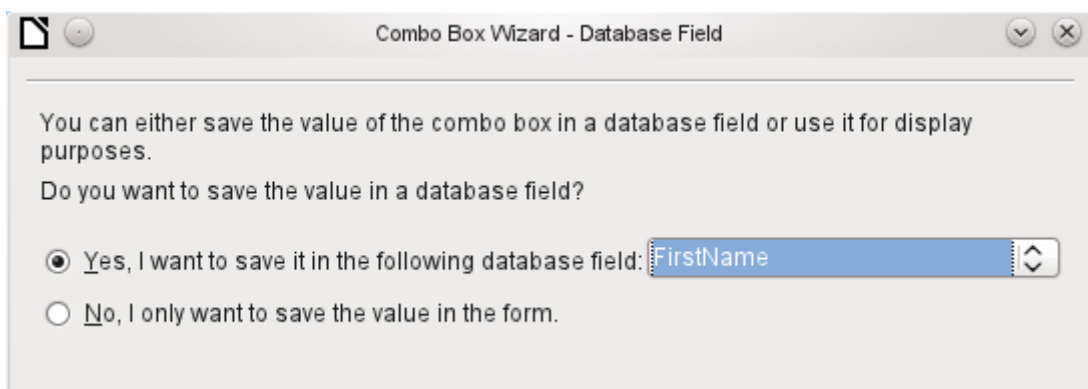 Combo Box Wizard - Database Field
You can either save the value of the combo box in a database field or use it for display
purposes.
Do you want to save the value in a database field?
Yes, I want to save it in the following database field: FirstName
No, I only want to save the value in the form.